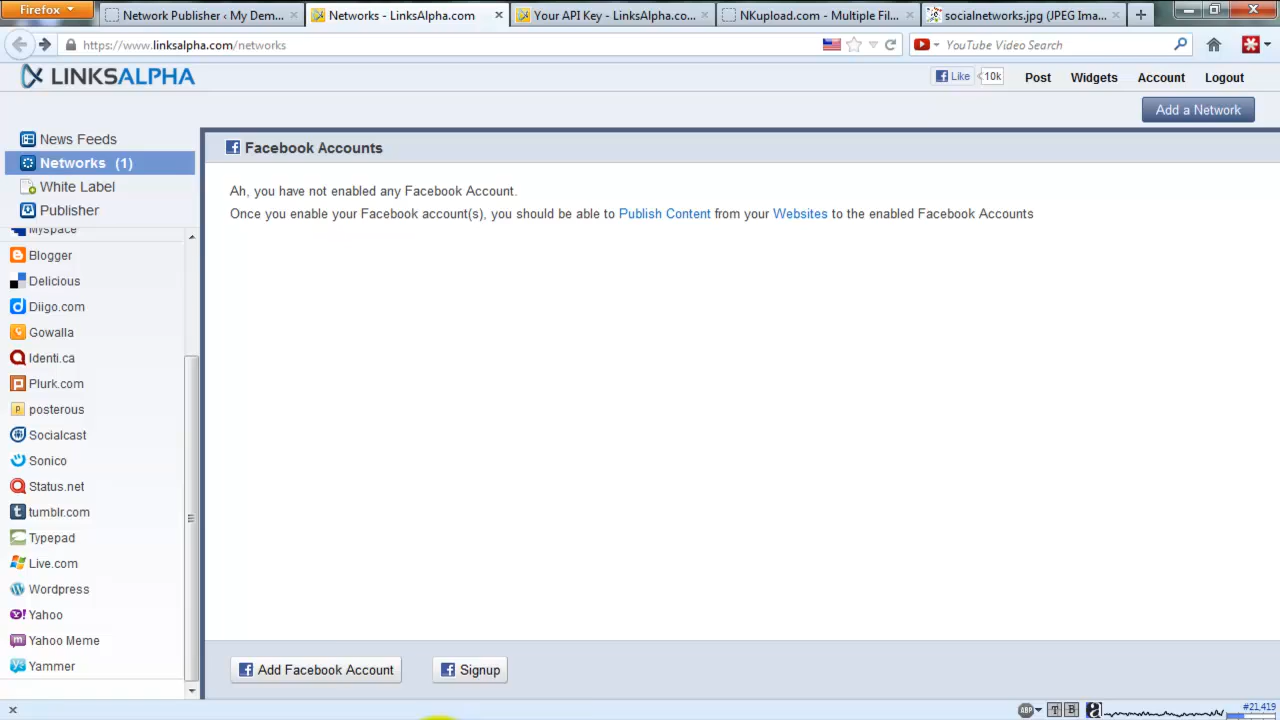 Firefox
Network Publisher ‹ My Dem...
Networks - LinksAlpha.com
Your API Key - LinksAlpha.co...
NKupload.com - Multiple Fil...
socialnetworks.jpg (JPEG Ima...
https://www.linksalpha.com/networks
YouTube Video Search
LINKSALPHA
Like
10k
Post
Widgets
Account
Logout
Add a Network
News Feeds
Networks (1)
White Label
Publisher
Facebook Accounts
Ah, you have not enabled any Facebook Account.
Once you enable your Facebook account(s), you should be able to Publish Content from your Websites to the enabled Facebook Accounts
Myspace
Blogger
Delicious
Diigo.com
Gowalla
Identi.ca
Plurk.com
posterous
Socialcast
Sonico
Status.net
tumblr.com
Typepad
Live.com
Wordpress
Yahoo
Yahoo Meme
Yammer
Add Facebook Account
Signup
ABP
T
B
a
#21,419